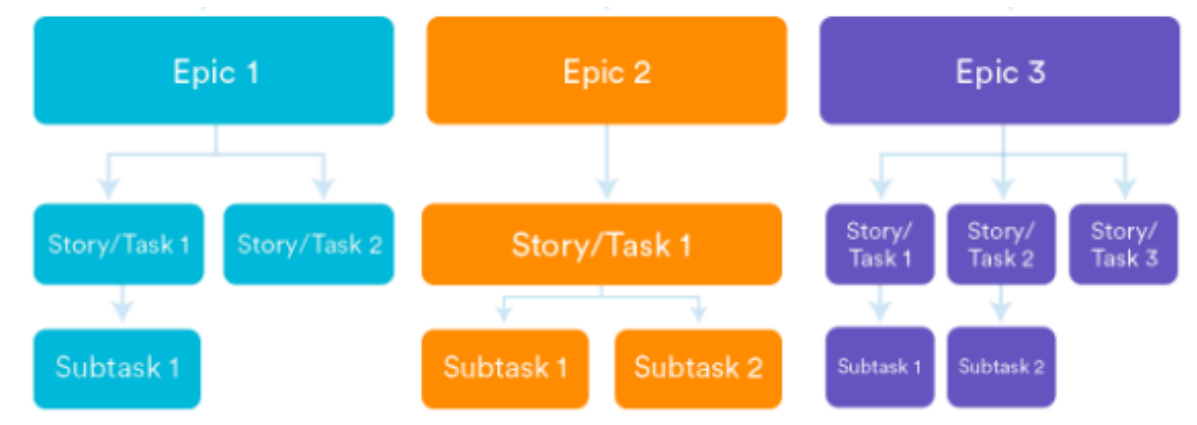 Epic 1
Epic 2
Epic 3
Story/Task 1
Story/Task 2
Story/Task 1
Story/
Task 1
Story/
Task 2
Story/
Task 3
Subtask 1
Subtask 1
Subtask 2
Subtask 1
Subtask 2